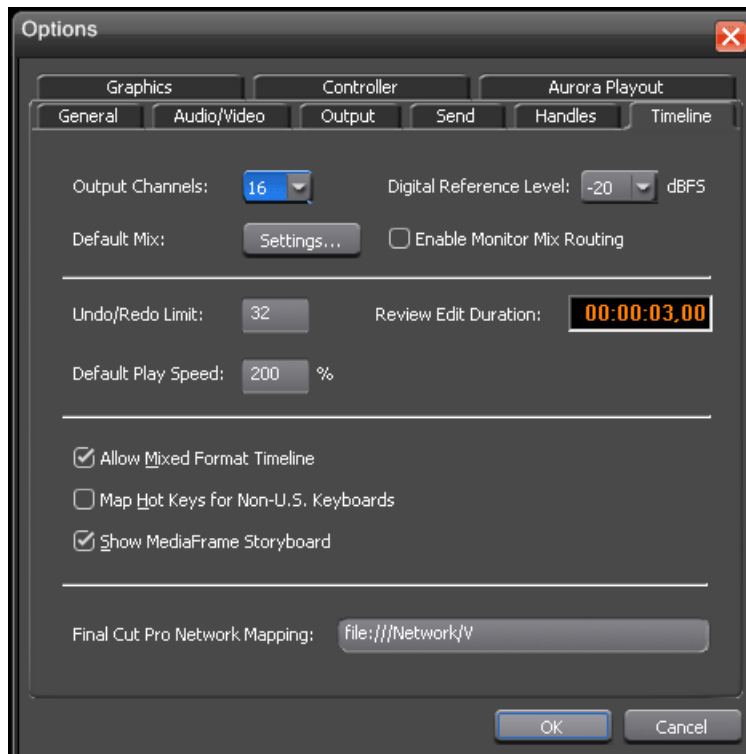 Options
Graphics Controller Aurora Playout
General Audio/Video Output Send Handles Timeline
Output Channels: 16 Digital Reference Level: -20 dBFS
Default Mix: Settings... Enable Monitor Mix Routing
Undo/Redo Limit: 32 Review Edit Duration: 00:00:03,00
Default Play Speed: 200 %
Allow Mixed Format Timeline
Map Hot Keys for Non-U.S. Keyboards
Show MediaFrame Storyboard
Final Cut Pro Network Mapping: file:///Network/V
OK Cancel